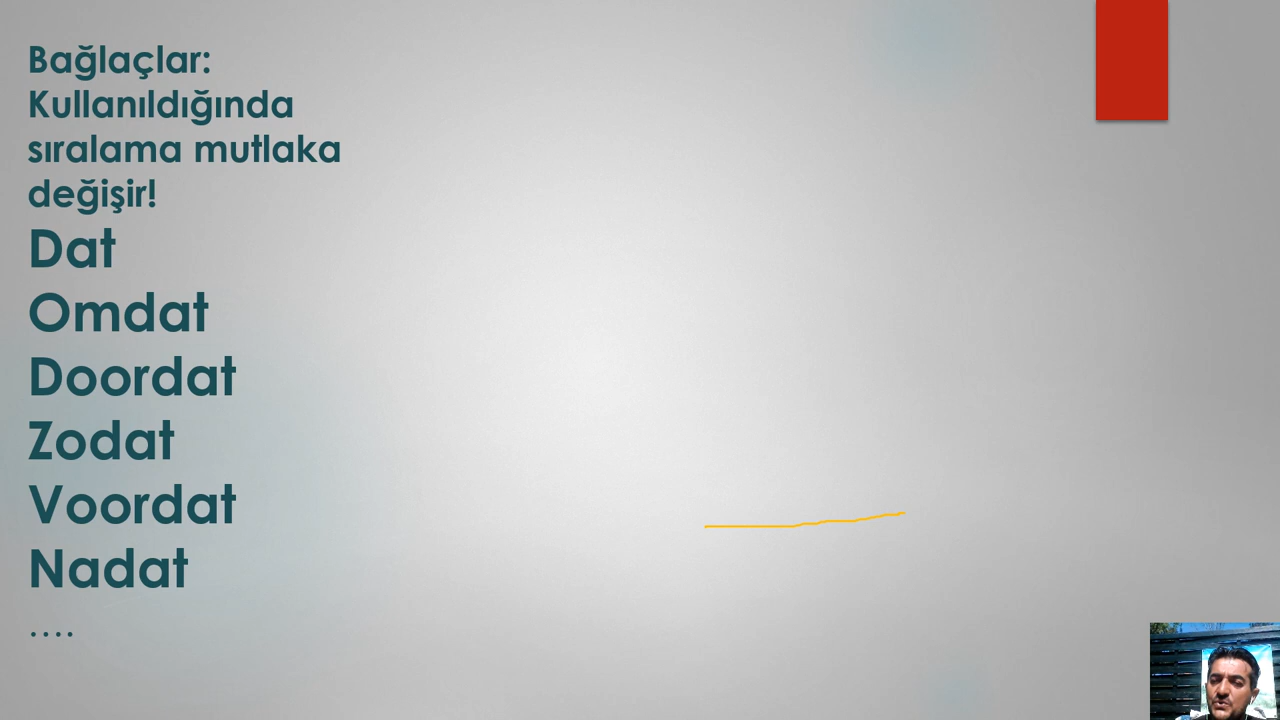 Bağlaçlar:
Kullanıldığında
sıralama mutlaka
değişir!
Dat
Omdat
Doordat
Zodat
Voordat
Nadat
....